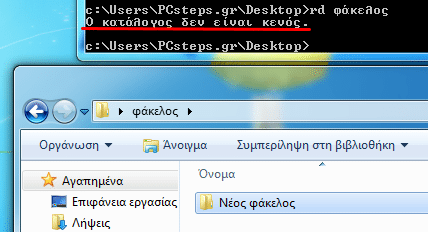 c:\Users\PCsteps.gr\Desktop>rd φάκελος
Ο κατάλογος δεν είναι κενός.
c:\Users\PCsteps.gr\Desktop>
φάκελος
Οργάνωση Άνοιγμα Συμπερίληψη στη βιβλιοθήκη
Αγαπημένα
Επιφάνεια εργασίας
Λήψεις
Όνομα
Νέος φάκελος